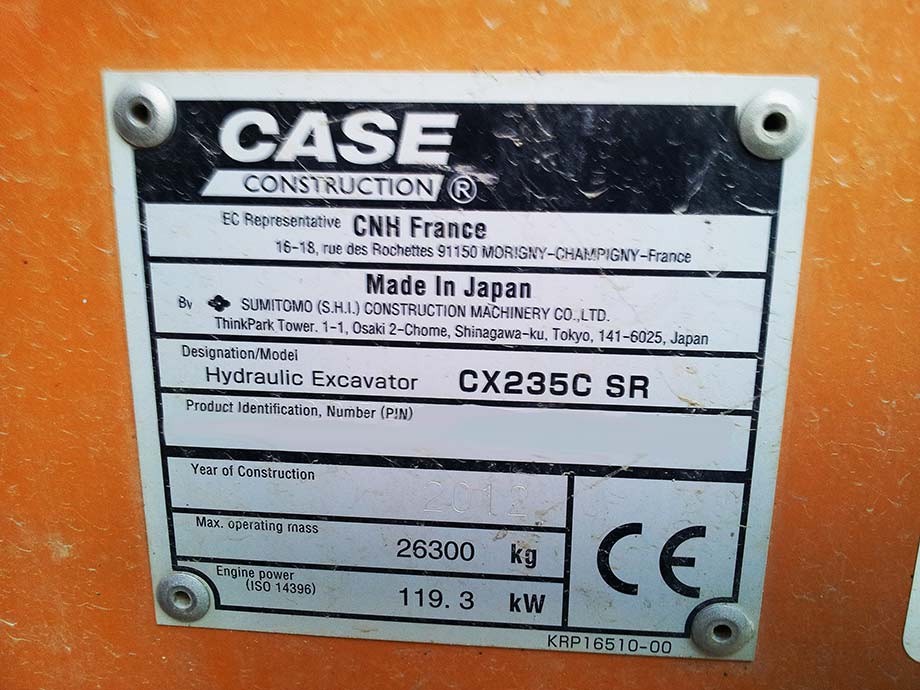 CASE
CONSTRUCTION ®
EC Representative CNH France
16-18, rue des Rochettes 91150 MORIGNY-CHAMPIGNY-France
Made In Japan
By SUMITOMO (S.H.I.) CONSTRUCTION MACHINERY CO.,LTD.
ThinkPark Tower. 1-1, Osaki 2-Chome, Shinagawa-ku, Tokyo, 141-6025, Japan
Designation/Model
Hydraulic Excavator CX235C SR
Product Identification, Number (PIN)
Year of Construction
2012
Max. operating mass
26300 kg
Engine power
(ISO 14396)
119.3 kW
CE
KRP16510-00